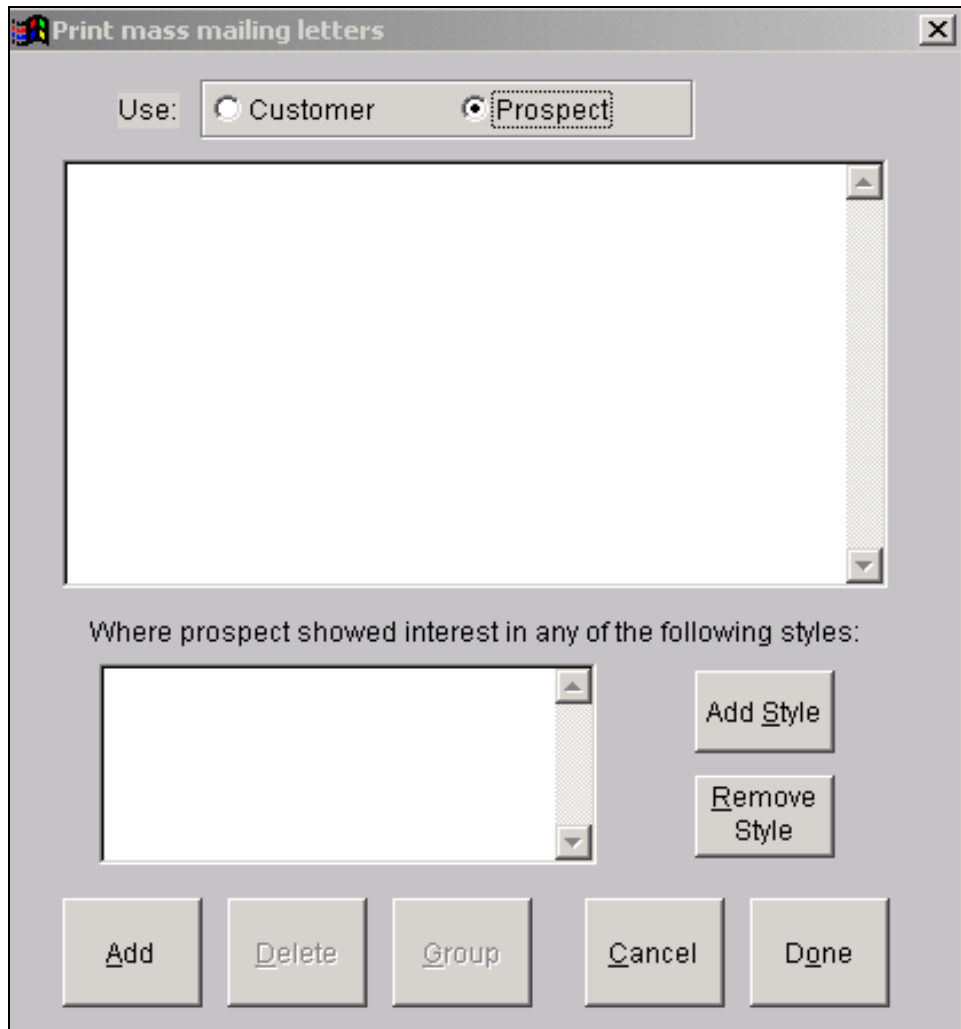 Print mass mailing letters
Use: Customer Prospect
Where prospect showed interest in any of the following styles:
Add Style
Remove
Style
Add Delete Group Cancel Done